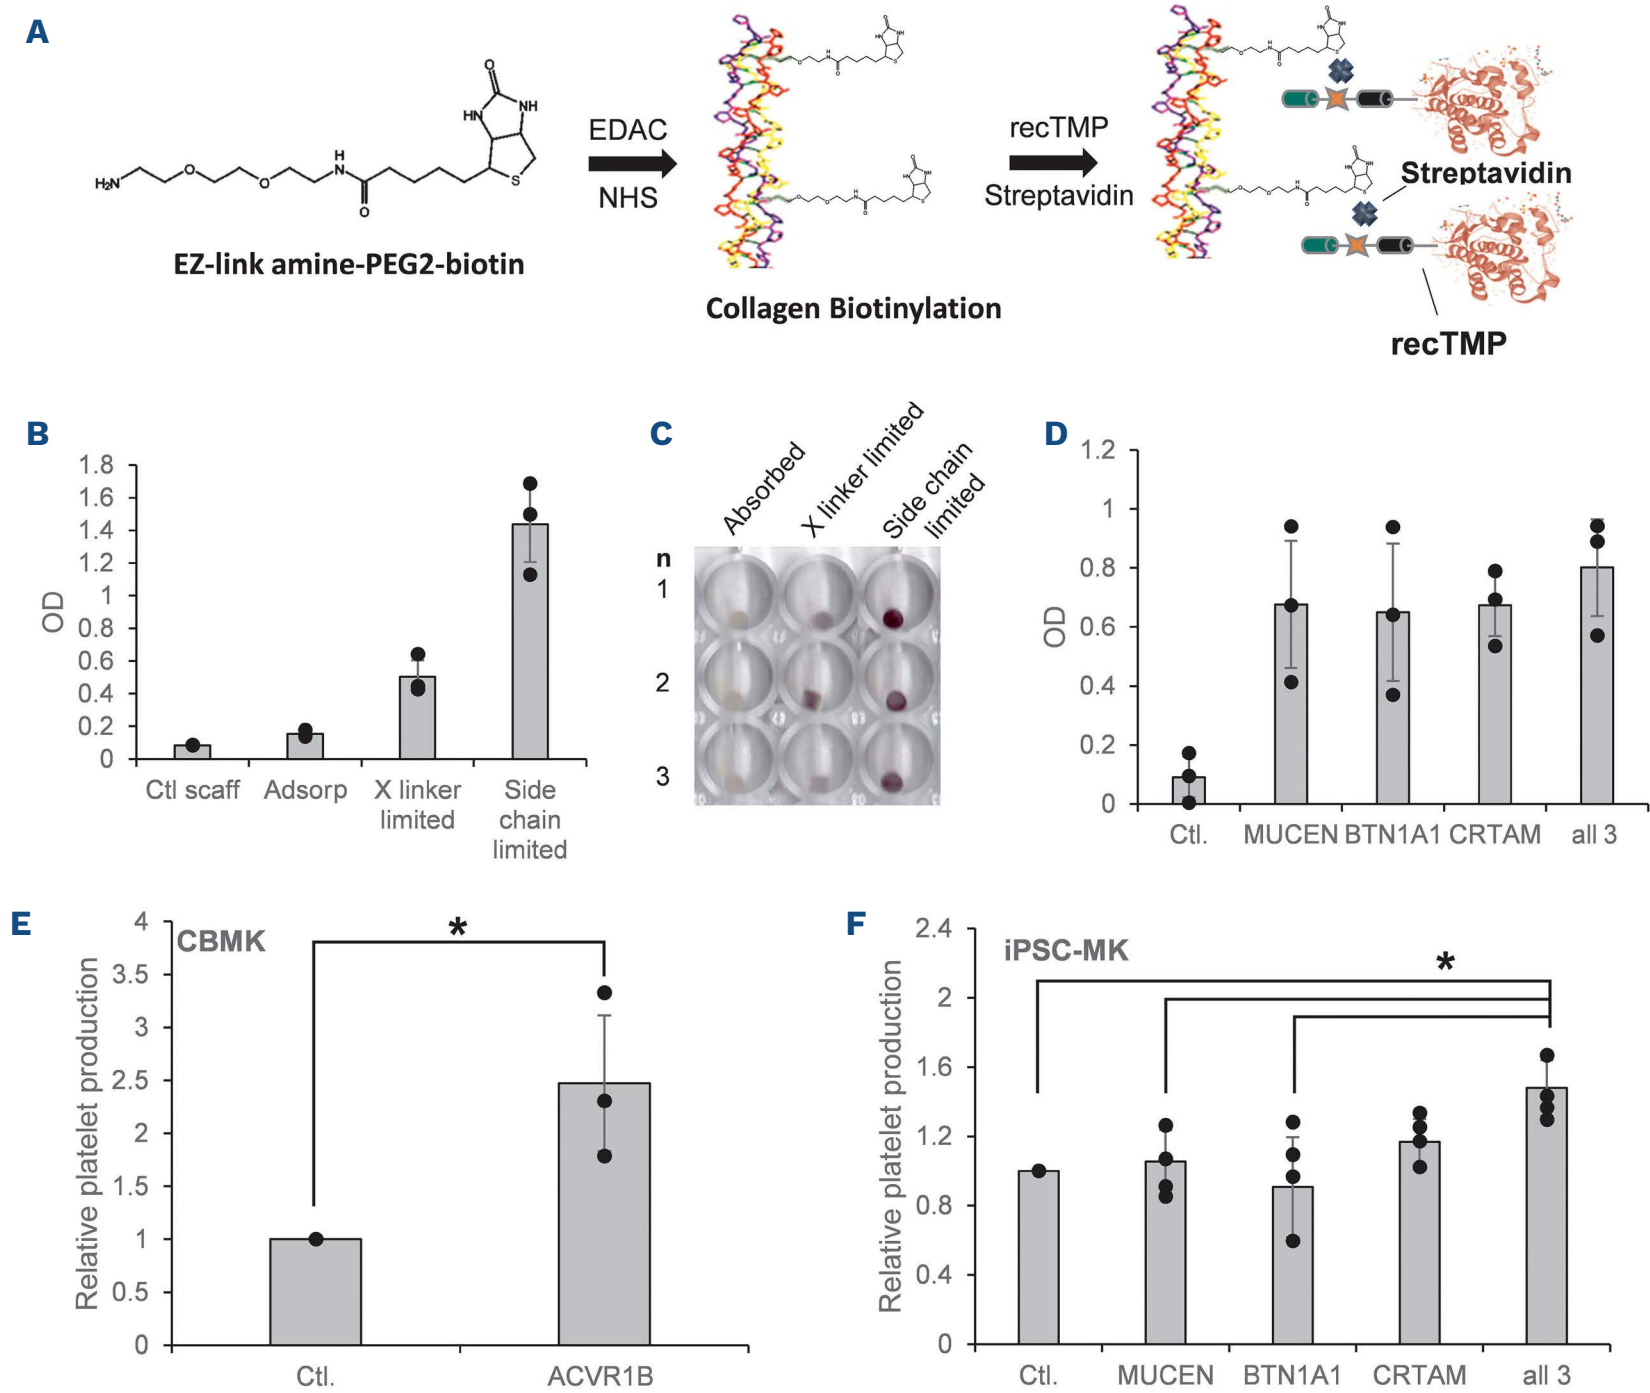 A
EDAC
NHS
recTMP
Streptavidin
Streptavidin
EZ-link amine-PEG2-biotin
Collagen Biotinylation
recTMP
H₂N
O
O
H
N
O
HN
NH
O
S
B
OD
1.8
1.6
1.4
1.2
1
0.8
0.6
0.4
0.2
0
Ctl scaff
Adsorp
X linker
limited
Side
chain
limited
C
Absorbed
X linker limited
Side chain
limited
n
1
2
3
D
OD
1.2
1
0.8
0.6
0.4
0.2
0
Ctl.
MUCEN
BTN1A1
CRTAM
all 3
E
CBMK
*
Relative platelet production
4
3.5
3
2.5
2
1.5
1
0.5
0
Ctl.
ACVR1B
F
iPSC-MK
*
Relative platelet production
2.4
2
1.6
1.2
0.8
0.4
0
Ctl.
MUCEN
BTN1A1
CRTAM
all 3